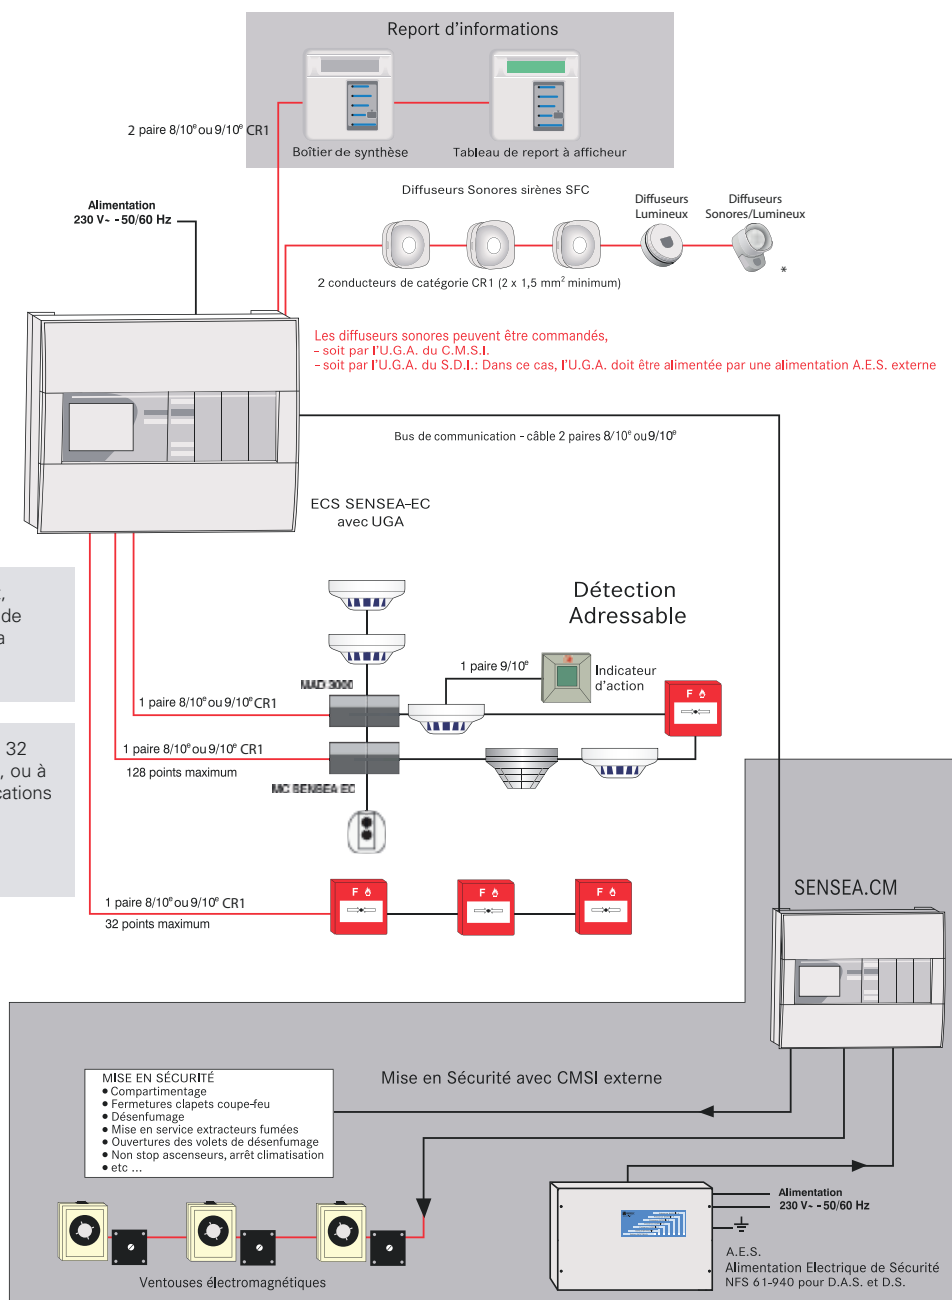 Report d'informations
2 paire 8/10e ou 9/10e CR1
Boîtier de synthèse
Tableau de report à afficheur
Alimentation
230 V~ - 50/60 Hz
Diffuseurs Sonores sirènes SFC
Diffuseurs
Lumineux
Diffuseurs
Sonores/Lumineux
*
2 conducteurs de catégorie CR1 (2 x 1,5 mm² minimum)
Les diffuseurs sonores peuvent être commandés,
- soit par l'U.G.A. du C.M.S.I.
- soit par l'U.G.A. du S.D.I.: Dans ce cas, l'U.G.A. doit être alimentée par une alimentation A.E.S. externe
Bus de communication - câble 2 paires 8/10e ou 9/10e
ECS SENSEA-EC
avec UGA
Détection
Adressable
de
a
1 paire 9/10e
Indicateur
d'action
MAD 3000
F
1 paire 8/10e ou 9/10e CR1
1 paire 8/10e ou 9/10e CR1
128 points maximum
32
, ou à
cations
MC SENSEA EC
F
F
F
1 paire 8/10e ou 9/10e CR1
32 points maximum
SENSEA.CM
Mise en Sécurité avec CMSI externe
MISE EN SÉCURITÉ
• Compartimentage
• Fermetures clapets coupe-feu
• Désenfumage
• Mise en service extracteurs fumées
• Ouvertures des volets de désenfumage
• Non stop ascenseurs, arrêt climatisation
• etc ...
Alimentation
230 V~ - 50/60 Hz
A.E.S.
Alimentation Electrique de Sécurité
NFS 61-940 pour D.A.S. et D.S.
Ventouses électromagnétiques